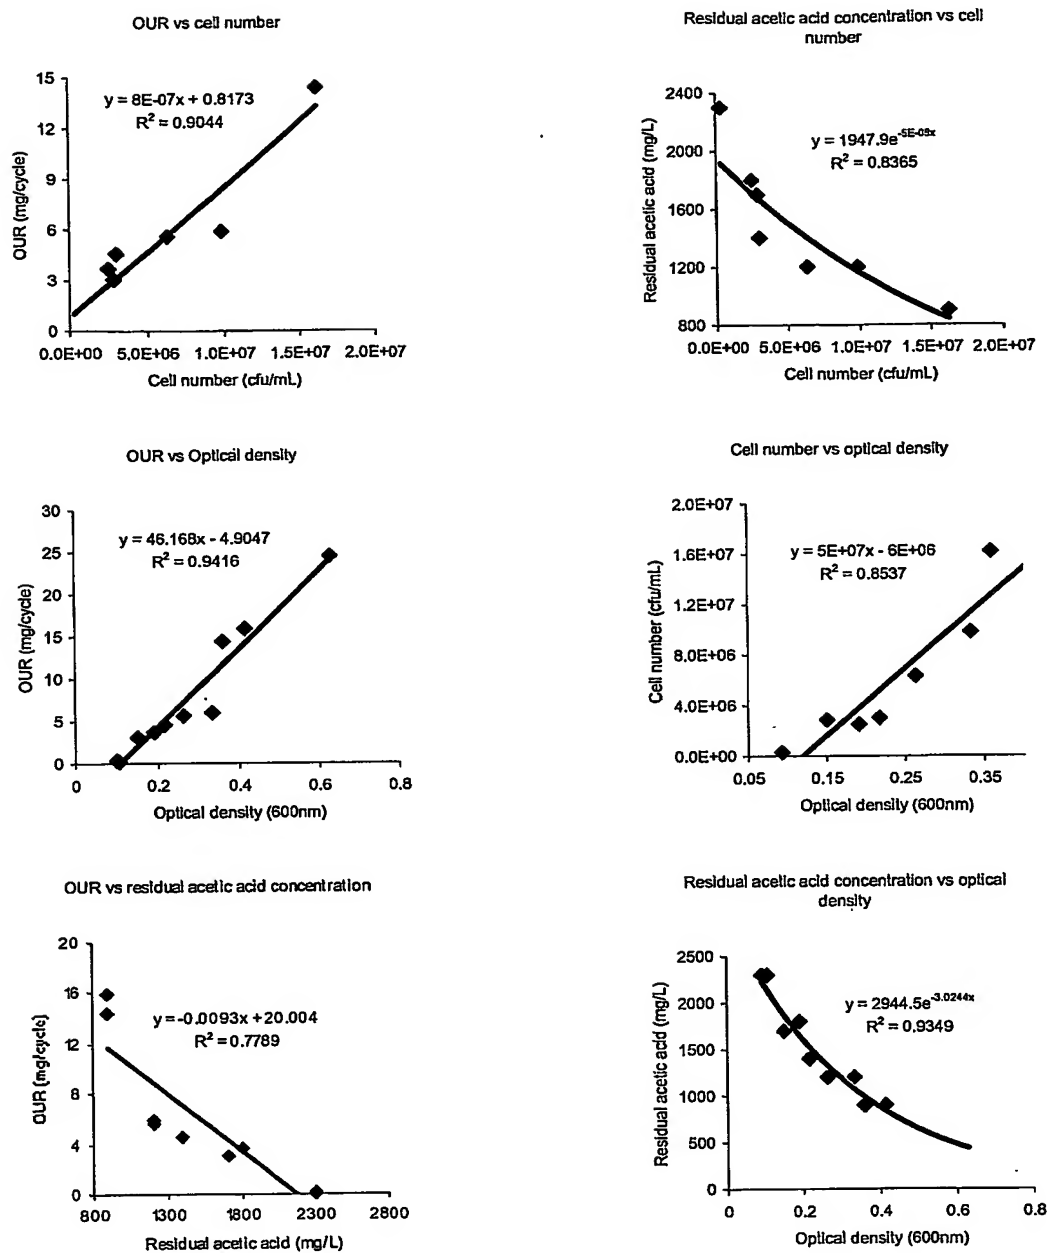 OUR vs cell number
15
12
9
6
3
0
y = 8E-07x + 0.8173
R² = 0.9044
OUR (mg/cycle)
0.0E+00 5.0E+06 1.0E+07 1.5E+07 2.0E+07
Cell number (cfu/mL)
Residual acetic acid concentration vs cell
number
2400
2000
1600
1200
800
y = 1947.9e^-5E-08x
R² = 0.8365
Residual acetic acid (mg/L)
0.0E+00 5.0E+06 1.0E+07 1.5E+07 2.0E+07
Cell number (cfu/mL)
OUR vs Optical density
30
25
20
15
10
5
0
y = 46.168x - 4.9047
R² = 0.9416
OUR (mg/cycle)
0 0.2 0.4 0.6 0.8
Optical density (600nm)
Cell number vs optical density
2.0E+07
1.6E+07
1.2E+07
8.0E+06
4.0E+06
0.0E+00
y = 5E+07x - 6E+06
R² = 0.8537
Cell number (cfu/mL)
0.05 0.15 0.25 0.35
Optical density (600nm)
OUR vs residual acetic acid concentration
20
16
12
8
4
0
y = -0.0093x + 20.004
R² = 0.7789
OUR (mg/cycle)
800 1300 1800 2300 2800
Residual acetic acid (mg/L)
Residual acetic acid concentration vs optical
density
2500
2000
1500
1000
500
0
y = 2944.5e^-3.0244x
R² = 0.9349
Residual acetic acid (mg/L)
0 0.2 0.4 0.6 0.8
Optical density (600nm)